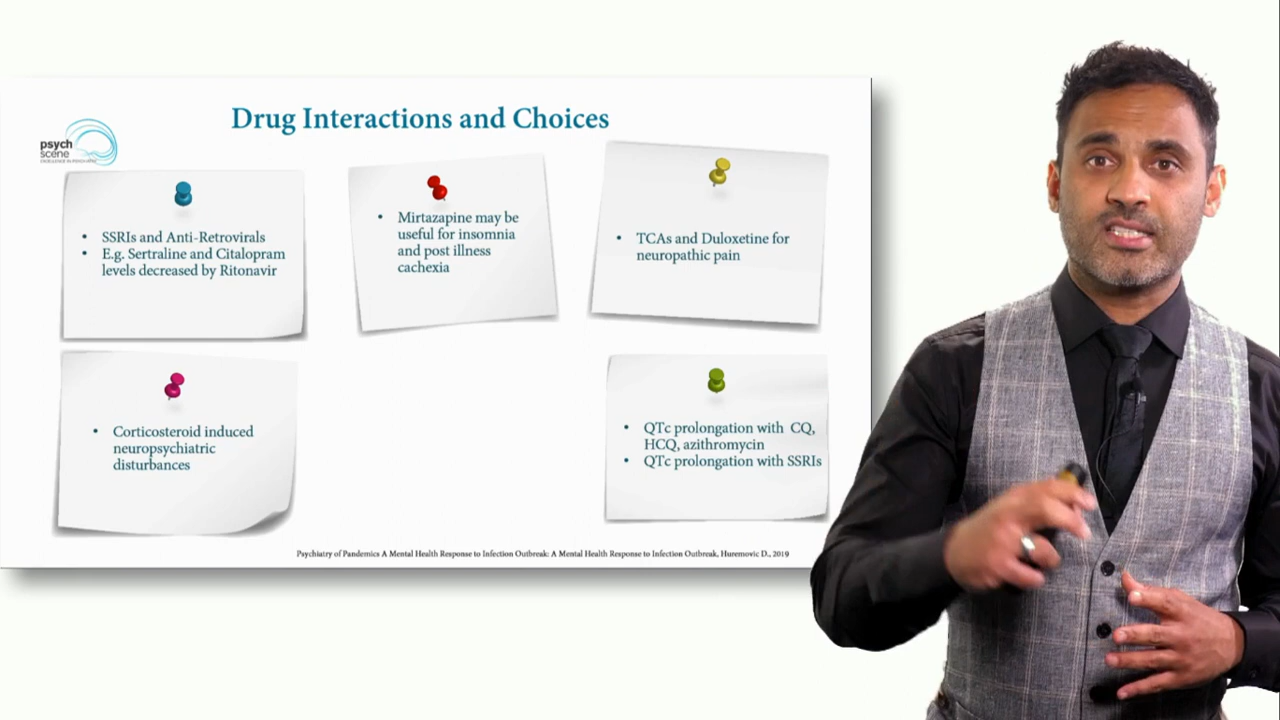 Drug Interactions and Choices
psych
scene
EXCELLENCE IN PSYCHIATRY
• SSRIs and Anti-Retrovirals
• E.g. Sertraline and Citalopram
levels decreased by Ritonavir
• Mirtazapine may be
useful for insomnia
and post illness
cachexia
• TCAs and Duloxetine for
neuropathic pain
• Corticosteroid induced
neuropsychiatric
disturbances
• QTc prolongation with CQ,
HCQ, azithromycin
• QTc prolongation with SSRIs
Psychiatry of Pandemics A Mental Health Response to Infection Outbreak: A Mental Health Response to Infection Outbreak, Huremovic D., 2019